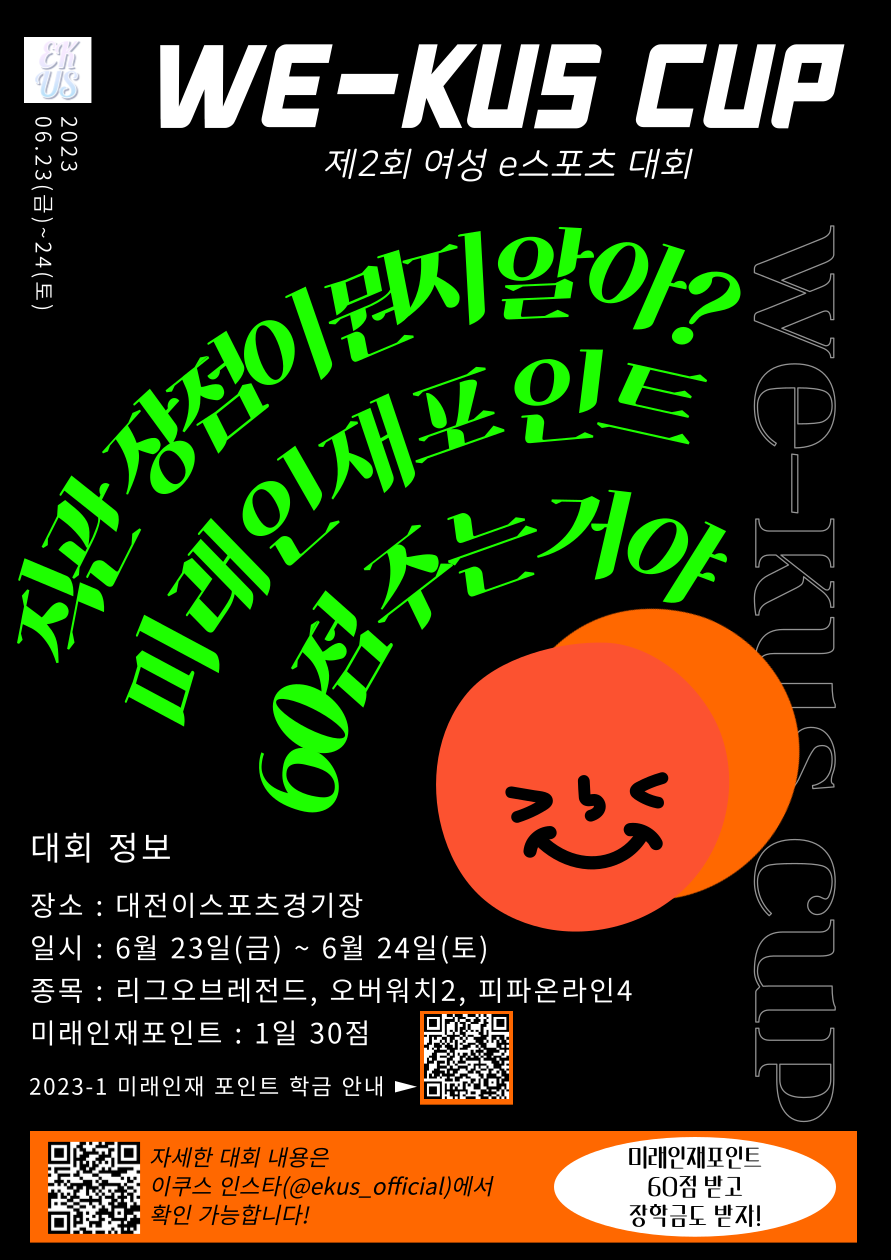 EK
US
WE-KUS CUP
제2회 여성 e스포츠 대회
2023
06.23(금)~24(토)
직관 장점이 뭔지 알아?
미래인재포인트
60점 주는거야
we-kus cup
대회 정보
장소 : 대전이스포츠경기장
일시 : 6월 23일(금) ~ 6월 24일(토)
종목 : 리그오브레전드, 오버워치2, 피파온라인4
미래인재포인트 : 1일 30점
2023-1 미래인재 포인트 학금 안내
자세한 대회 내용은
이쿠스 인스타(@ekus_official)에서
확인 가능합니다!
미래인재포인트
60점 받고
장학금도 받자!